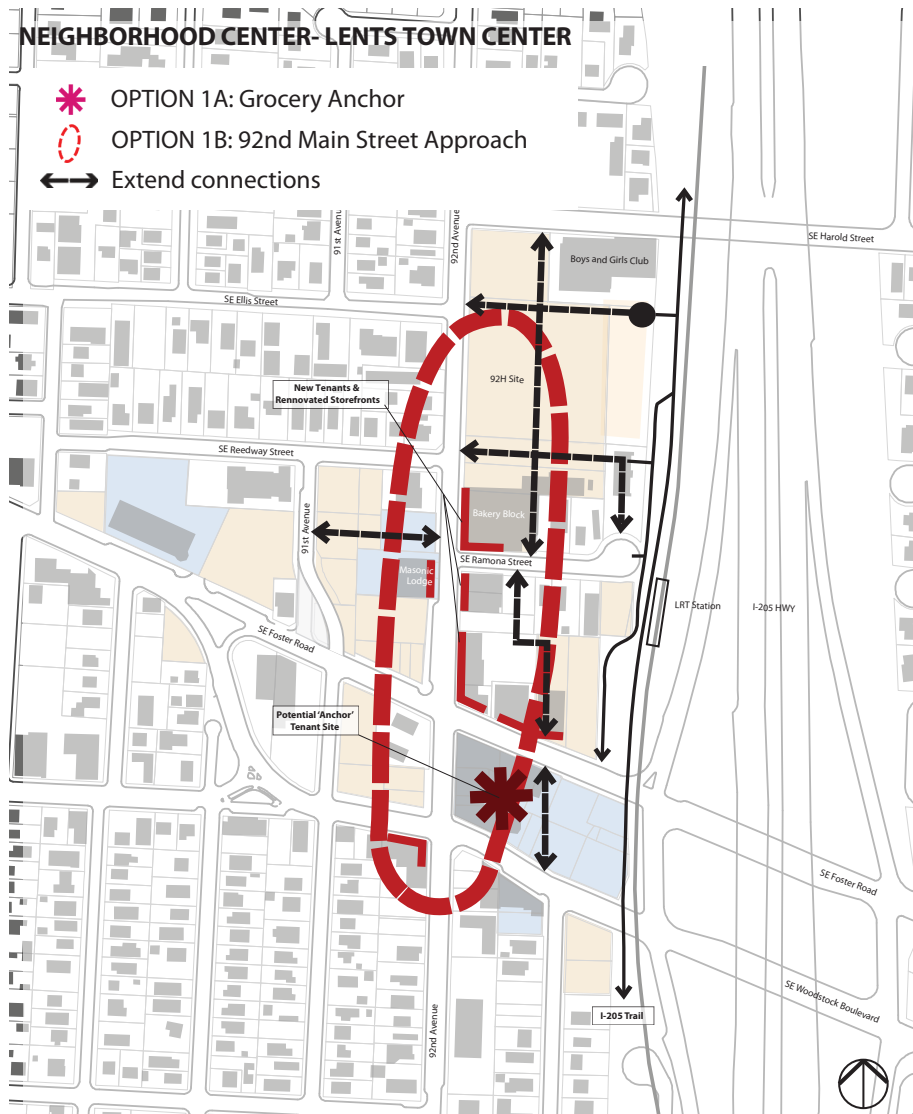 NEIGHBORHOOD CENTER- LENTS TOWN CENTER
OPTION 1A: Grocery Anchor
OPTION 1B: 92nd Main Street Approach
Extend connections
91st Avenue
92nd Avenue
SE Harold Street
Boys and Girls Club
SE Ellis Street
92H Site
New Tenants &
Rennovated Storefronts
SE Reedway Street
91st Avenue
Bakery Block
SE Ramona Street
Masonic
Lodge
LRT Station
I-205 HWY
SE Foster Road
Potential 'Anchor'
Tenant Site
SE Foster Road
SE Woodstock Boulevard
I-205 Trail
92nd Avenue